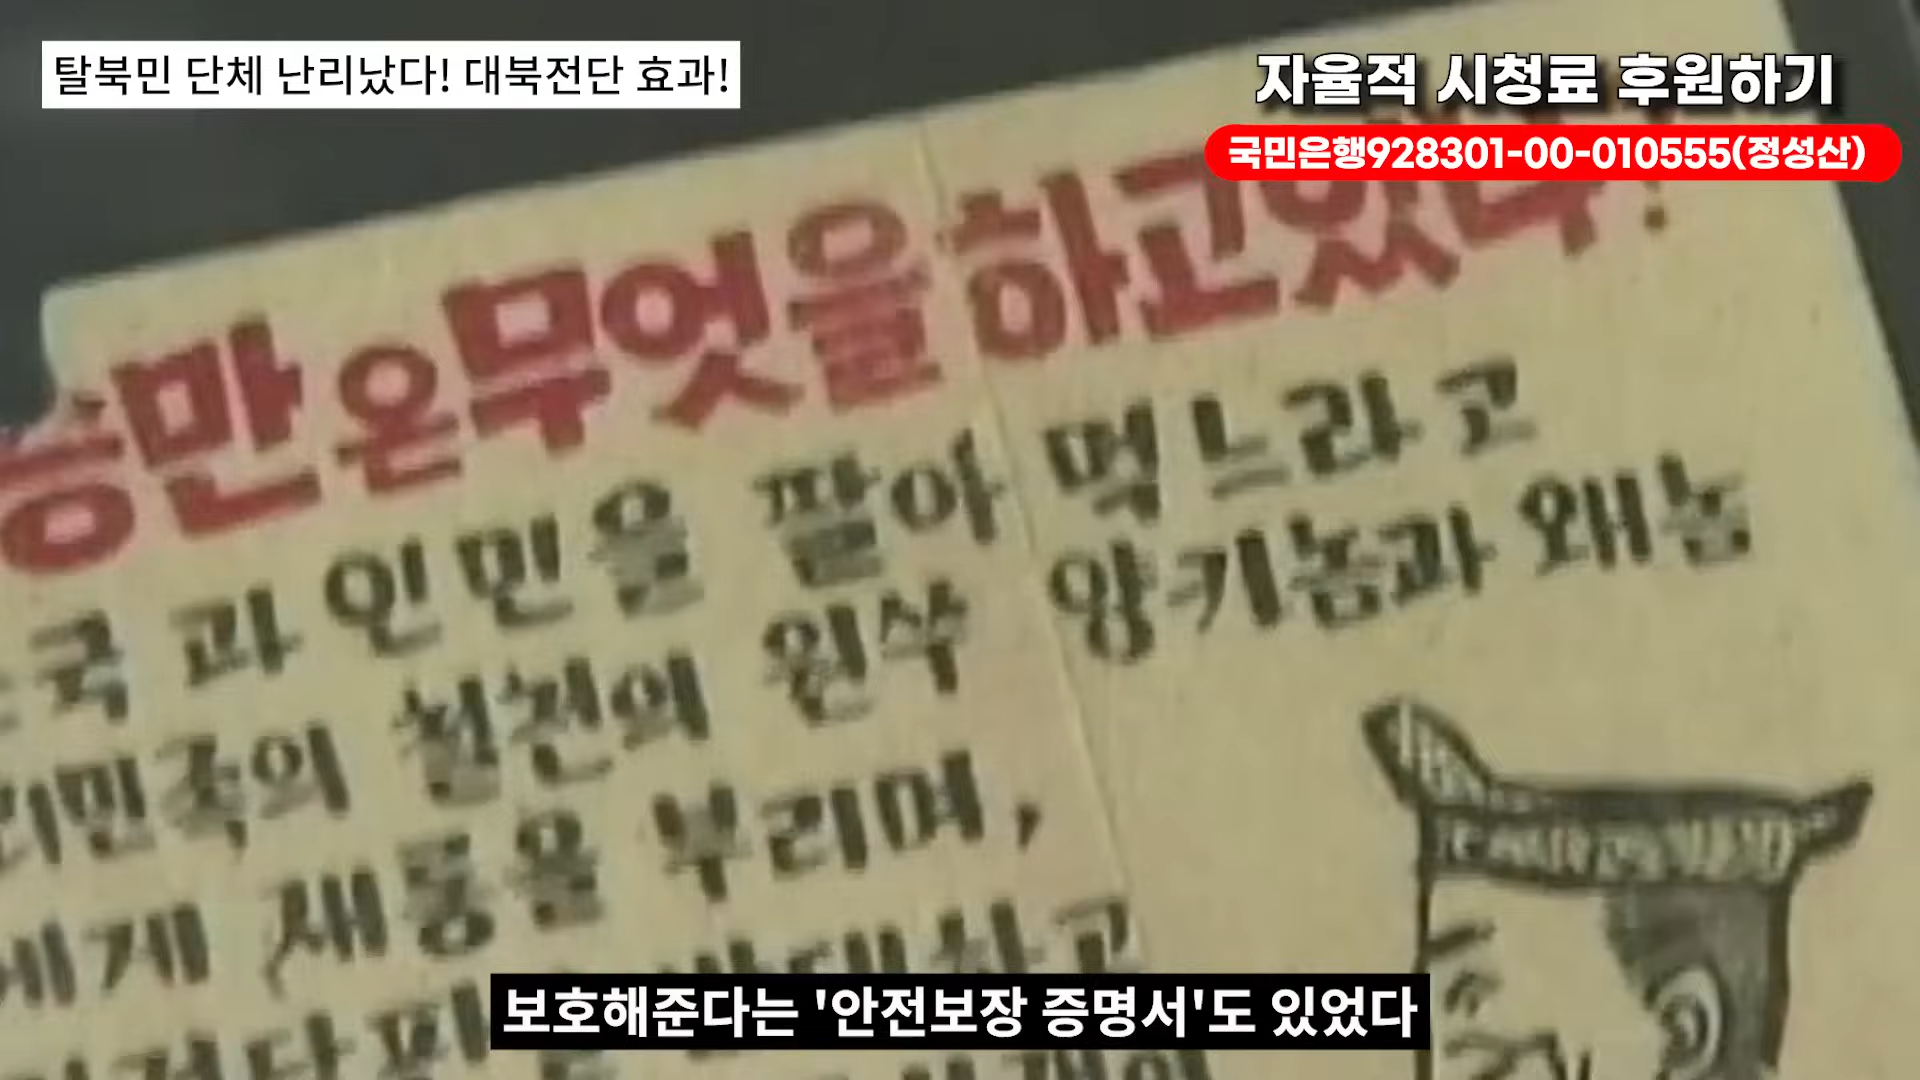 탈북민 단체 난리났다! 대북전단 효과!
자율적 시청료 후원하기
국민은행928301-00-010555(정성산)
승만은무엇을하고있나!
국과 인민을 팔아 먹느라고
리민족의 철천의 원쑤 양키놈과 왜놈
에게 재롱을 부리며,
보호해준다는 '안전보장 증명서'도 있었다